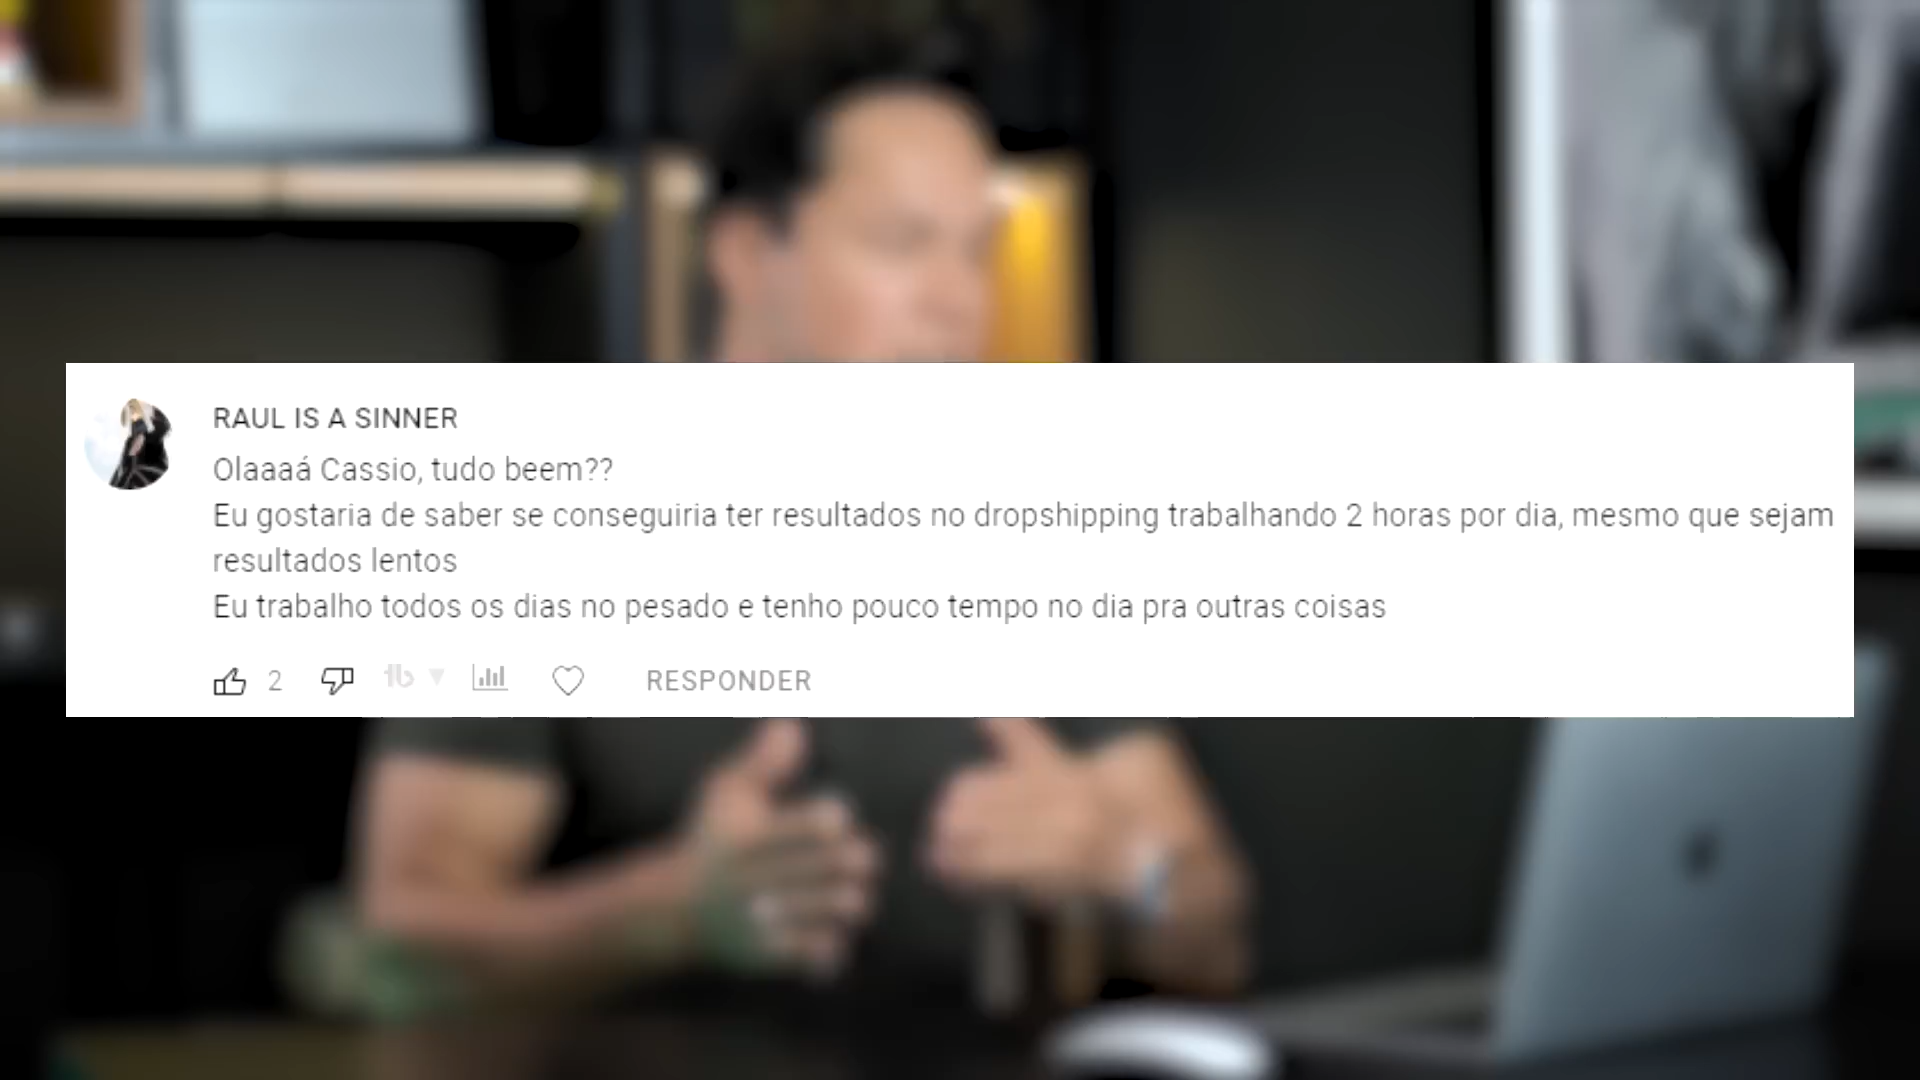 RAUL IS A SINNER
Olaaaá Cassio, tudo beem??
Eu gostaria de saber se conseguiria ter resultados no dropshipping trabalhando 2 horas por dia, mesmo que sejam
resultados lentos
Eu trabalho todos os dias no pesado e tenho pouco tempo no dia pra outras coisas
2 tb RESPONDER